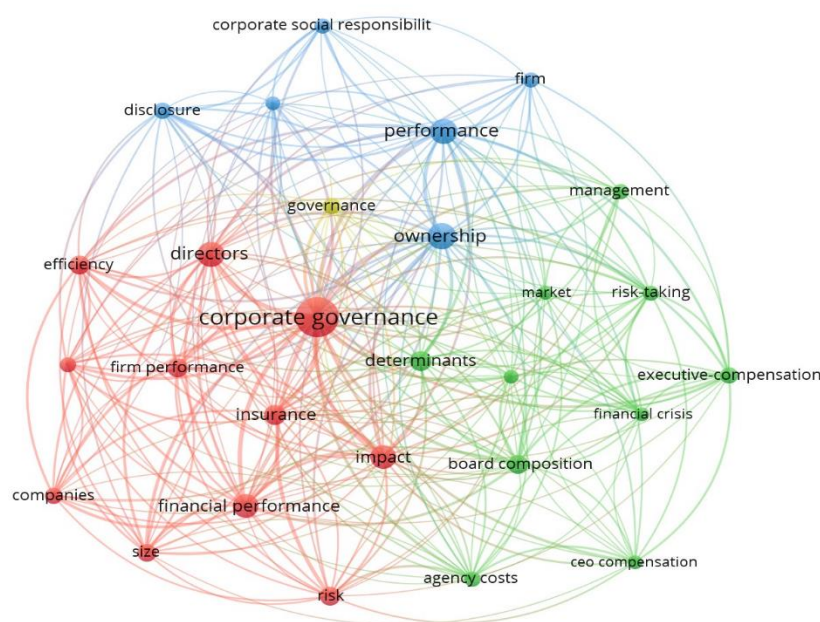 corporate social responsibilit
firm
disclosure
performance
management
governance
ownership
directors
efficiency
market
risk-taking
corporate governance
determinants
firm performance
executive-compensation
insurance
financial crisis
impact
board composition
companies
financial performance
size
agency costs
ceo compensation
risk